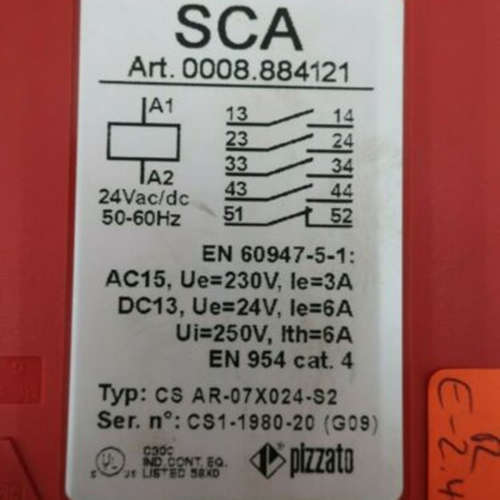 SCA
Art. 0008.884121
A1
13 14
23 24
33 34
A2
43 44
24Vac/dc
51 52
50-60Hz
EN 60947-5-1:
AC15, Ue=230V, Ie=3A
DC13, Ue=24V, Ie=6A
Ui=250V, Ith=6A
EN 954 cat. 4
Typ: CS AR-07X024-S2
Ser. n°: CS1-1980-20 (G09)
IND. CONT. EQ.
LISTED
pizzato
E-2.4